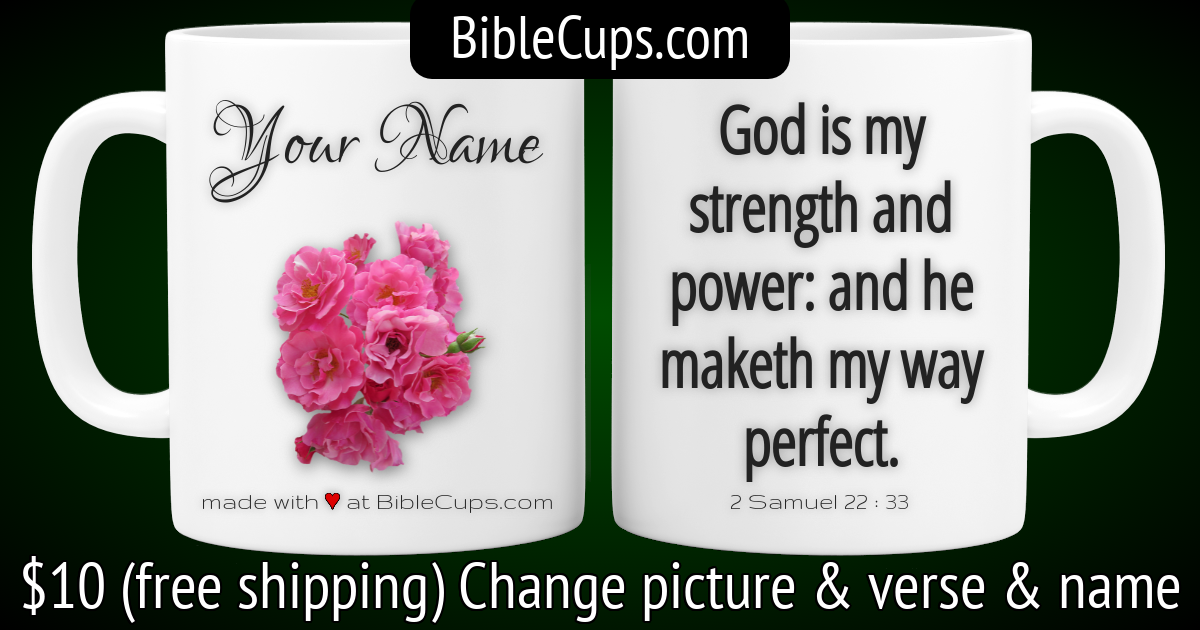 BibleCups.com
Your Name
made with ❤ at BibleCups.com
God is my
strength and
power: and he
maketh my way
perfect.
2 Samuel 22 : 33
$10 (free shipping) Change picture & verse & name